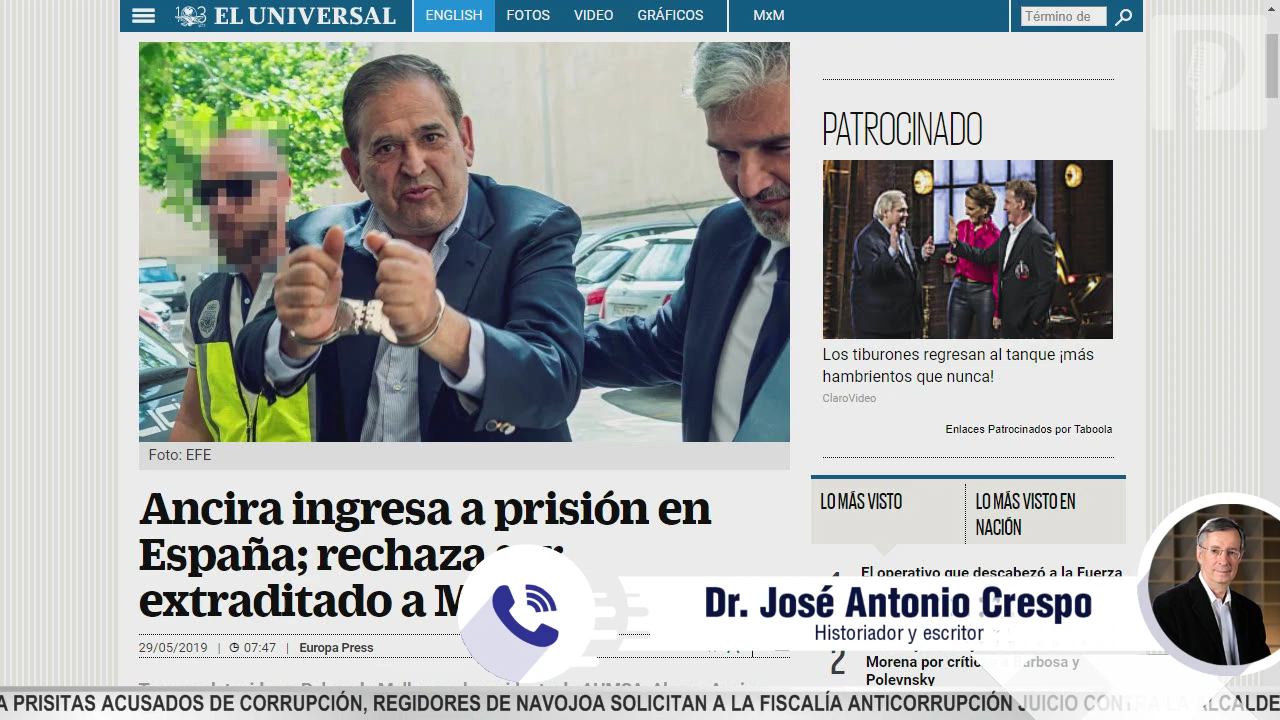 EL UNIVERSAL
ENGLISH
FOTOS
VIDEO
GRÁFICOS
MxM
Término de
PATROCINADO
Los tiburones regresan al tanque ¡más
hambrientos que nunca!
ClaroVideo
Enlaces Patrocinados por Taboola
Foto: EFE
Ancira ingresa a prisión en
España; rechaza
extraditado a
29/05/2019 | 07:47 | Europa Press
LO MÁS VISTO
LO MÁS VISTO EN
NACIÓN
El operativo que descabezó a la Fuerza
2
Morena por Barbosa y
Polevnsky
Dr. José Antonio Crespo
Historiador y escritor
A PRISITAS ACUSADOS DE CORRUPCIÓN, REGIDORES DE NAVOJOA SOLICITAN A LA FISCALÍA ANTICORRUPCIÓN JUICIO CONTRA LA ALCALDE